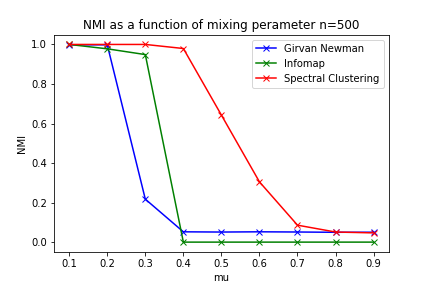 NMI as a function of mixing perameter n=500
Girvan Newman
Infomap
Spectral Clustering
NMI
1.0
0.8
0.6
0.4
0.2
0.0
0.1 0.2 0.3 0.4 0.5 0.6 0.7 0.8 0.9
mu